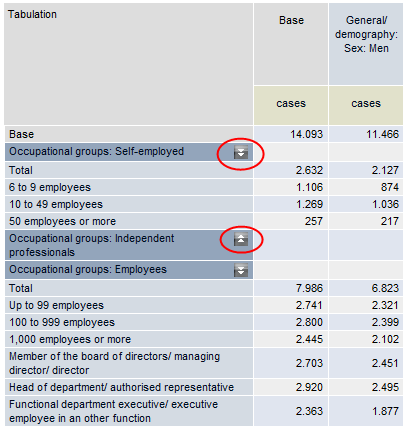 Tabulation Base General/
demography:
Sex: Men
cases cases
Base 14.093 11.466
Occupational groups: Self-employed
Total 2.632 2.127
6 to 9 employees 1.106 874
10 to 49 employees 1.269 1.036
50 employees or more 257 217
Occupational groups: Independent
professionals
Occupational groups: Employees
Total 7.986 6.823
Up to 99 employees 2.741 2.321
100 to 999 employees 2.800 2.399
1,000 employees or more 2.445 2.102
Member of the board of directors/ managing
director/ director 2.703 2.451
Head of department/ authorised representative 2.920 2.495
Functional department executive/ executive
employee in an other function 2.363 1.877